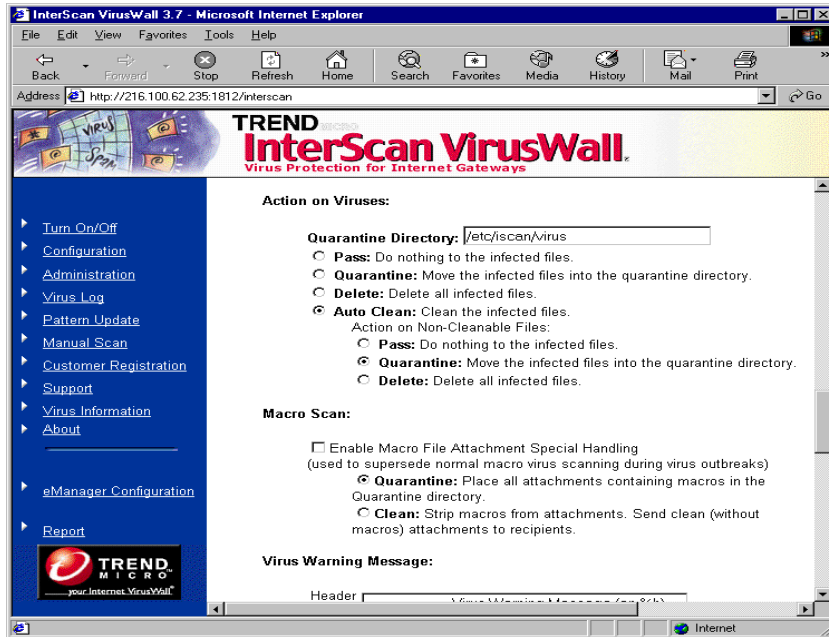 InterScan VirusWall 3.7 - Microsoft Internet Explorer
File Edit View Favorites Tools Help
Back Forward Stop Refresh Home Search Favorites Media History Mail Print
Address http://216.100.62.235:1812/interscan Go
VIRUS
SPAM
TREND MICRO
InterScan VirusWall.
Virus Protection for Internet Gateways
Turn On/Off
Configuration
Administration
Virus Log
Pattern Update
Manual Scan
Customer Registration
Support
Virus Information
About
eManager Configuration
Report
TREND
MICRO
your Internet VirusWall
Action on Viruses:
Quarantine Directory: /etc/iscan/virus
Pass: Do nothing to the infected files.
Quarantine: Move the infected files into the quarantine directory.
Delete: Delete all infected files.
Auto Clean: Clean the infected files.
Action on Non-Cleanable Files:
Pass: Do nothing to the infected files.
Quarantine: Move the infected files into the quarantine directory.
Delete: Delete all infected files.
Macro Scan:
Enable Macro File Attachment Special Handling
(used to supersede normal macro virus scanning during virus outbreaks)
Quarantine: Place all attachments containing macros in the
Quarantine directory.
Clean: Strip macros from attachments. Send clean (without
macros) attachments to recipients.
Virus Warning Message:
Header Virus Warning Message
Internet